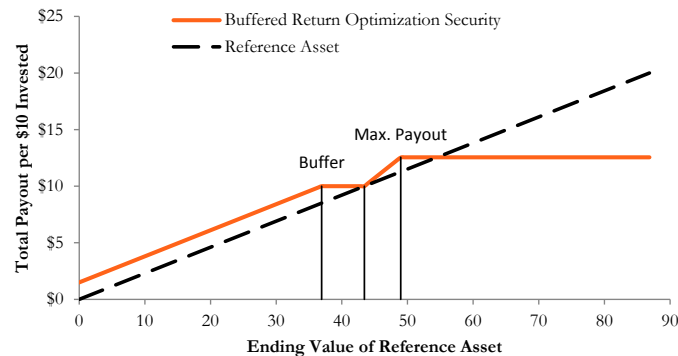 Buffered Return Optimization Security
Reference Asset
Total Payout per $10 Invested
$25
$20
$15
$10
$5
$0
Buffer
Max. Payout
0 10 20 30 40 50 60 70 80 90
Ending Value of Reference Asset